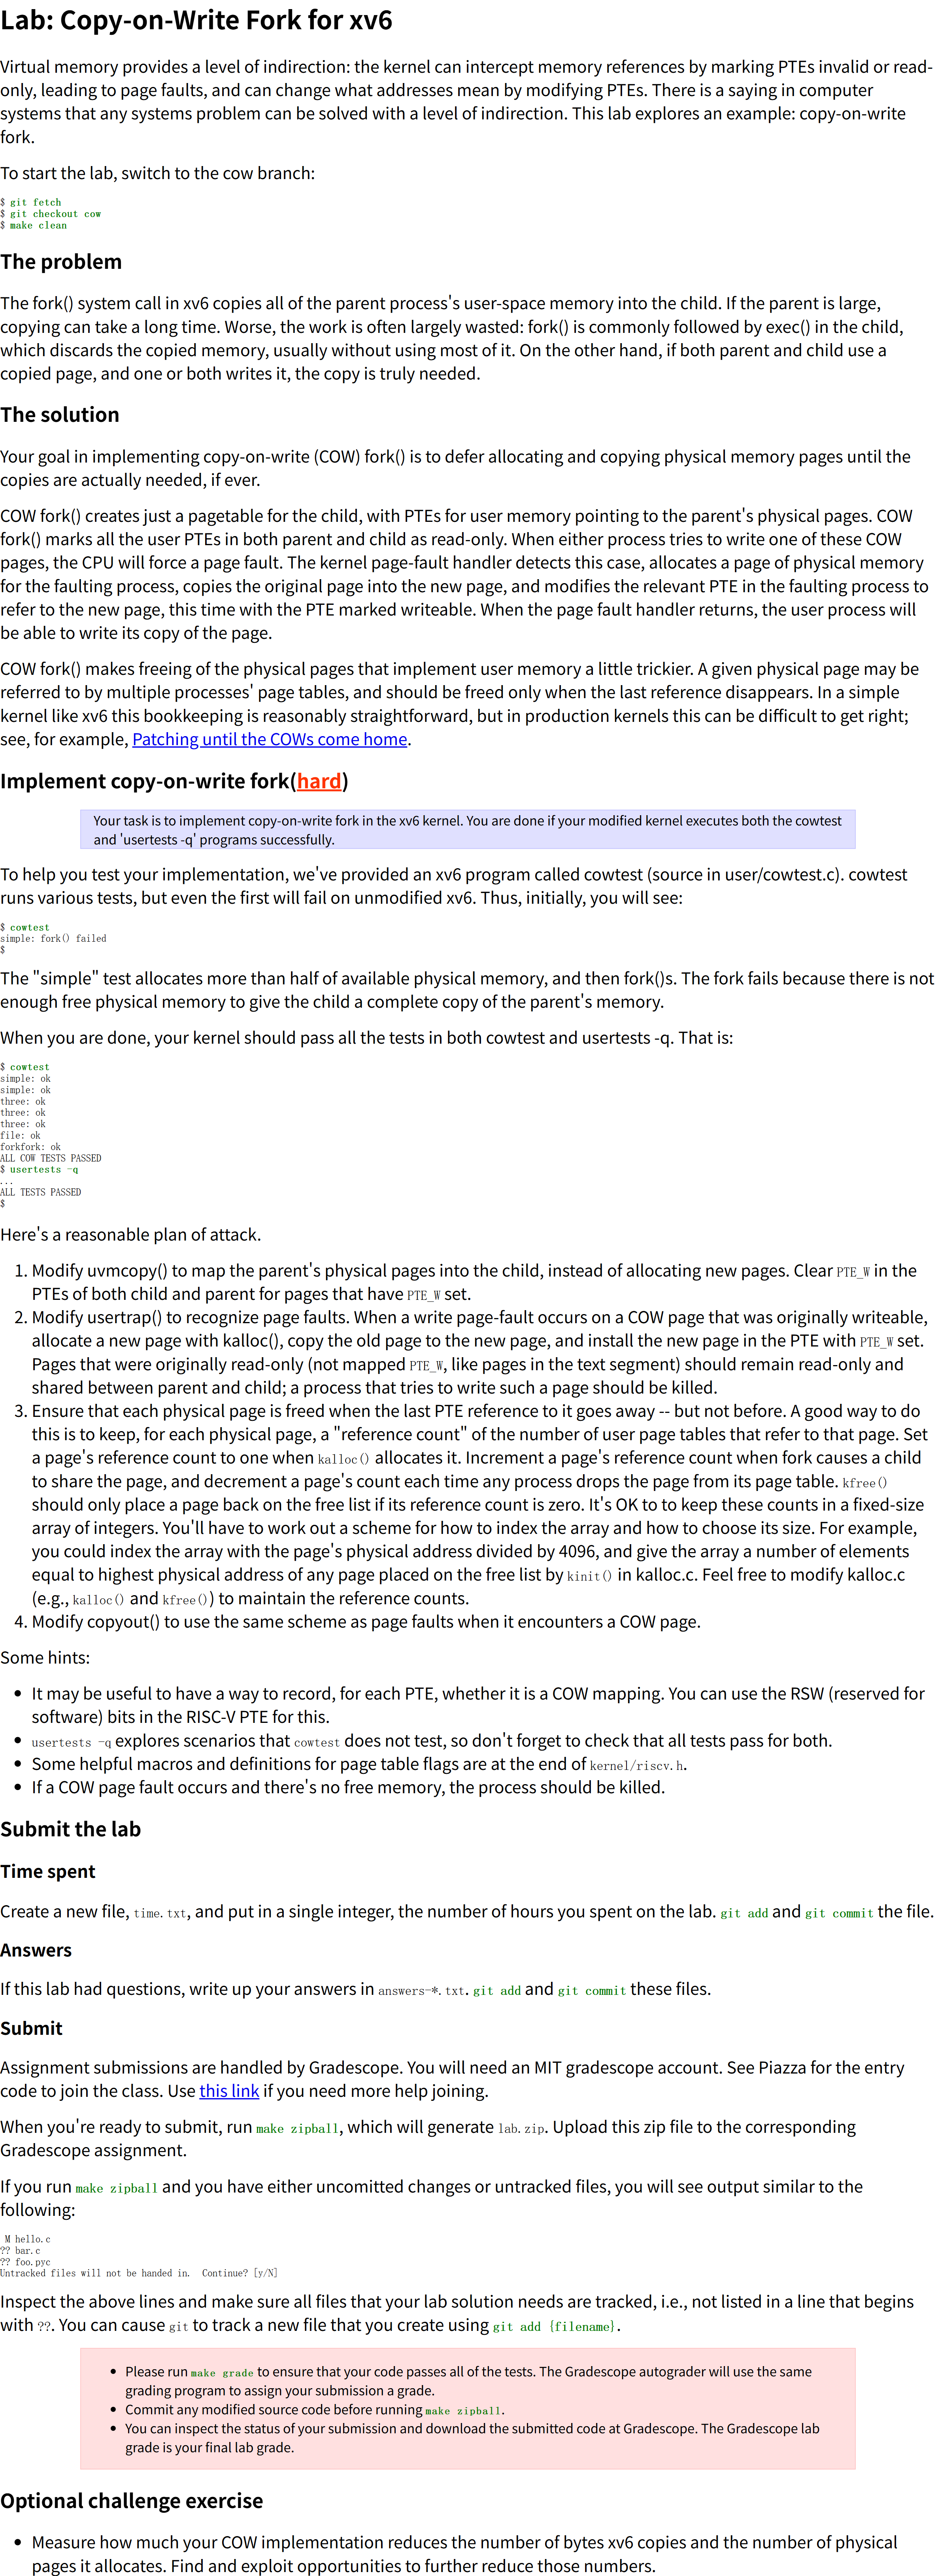 Lab: Copy-on-Write Fork for xv6
Virtual memory provides a level of indirection: the kernel can intercept memory references by marking PTEs invalid or read-
only, leading to page faults, and can change what addresses mean by modifying PTEs. There is a saying in computer
systems that any systems problem can be solved with a level of indirection. This lab explores an example: copy-on-write
fork.
To start the lab, switch to the cow branch:
$ git fetch
$ git checkout cow
$ make clean
The problem
The fork() system call in xv6 copies all of the parent process's user-space memory into the child. If the parent is large,
copying can take a long time. Worse, the work is often largely wasted: fork() is commonly followed by exec() in the child,
which discards the copied memory, usually without using most of it. On the other hand, if both parent and child use a
copied page, and one or both writes it, the copy is truly needed.
The solution
Your goal in implementing copy-on-write (COW) fork() is to defer allocating and copying physical memory pages until the
copies are actually needed, if ever.
COW fork() creates just a pagetable for the child, with PTEs for user memory pointing to the parent's physical pages. COW
fork() marks all the user PTEs in both parent and child as read-only. When either process tries to write one of these COW
pages, the CPU will force a page fault. The kernel page-fault handler detects this case, allocates a page of physical memory
for the faulting process, copies the original page into the new page, and modifies the relevant PTE in the faulting process to
refer to the new page, this time with the PTE marked writeable. When the page fault handler returns, the user process will
be able to write its copy of the page.
COW fork() makes freeing of the physical pages that implement user memory a little trickier. A given physical page may be
referred to by multiple processes' page tables, and should be freed only when the last reference disappears. In a simple
kernel like xv6 this bookkeeping is reasonably straightforward, but in production kernels this can be difficult to get right;
see, for example, Patching until the COWs come home.
Implement copy-on-write fork(hard)
Your task is to implement copy-on-write fork in the xv6 kernel. You are done if your modified kernel executes both the cowtest
and 'usertests -q' programs successfully.
To help you test your implementation, we've provided an xv6 program called cowtest (source in user/cowtest.c). cowtest
runs various tests, but even the first will fail on unmodified xv6. Thus, initially, you will see:
$ cowtest
simple: fork() failed
$
The "simple" test allocates more than half of available physical memory, and then fork()s. The fork fails because there is not
enough free physical memory to give the child a complete copy of the parent's memory.
When you are done, your kernel should pass all the tests in both cowtest and usertests -q. That is:
$ cowtest
simple: ok
simple: ok
three: ok
three: ok
three: ok
file: ok
forkfork: ok
ALL COW TESTS PASSED
$ usertests -q
...
ALL TESTS PASSED
$
Here's a reasonable plan of attack.
1. Modify uvmcopy() to map the parent's physical pages into the child, instead of allocating new pages. Clear PTE_W in the
PTEs of both child and parent for pages that have PTE_W set.
2. Modify usertrap() to recognize page faults. When a write page-fault occurs on a COW page that was originally writeable,
allocate a new page with kalloc(), copy the old page to the new page, and install the new page in the PTE with PTE_W set.
Pages that were originally read-only (not mapped PTE_W, like pages in the text segment) should remain read-only and
shared between parent and child; a process that tries to write such a page should be killed.
3. Ensure that each physical page is freed when the last PTE reference to it goes away -- but not before. A good way to do
this is to keep, for each physical page, a "reference count" of the number of user page tables that refer to that page. Set
a page's reference count to one when kalloc() allocates it. Increment a page's reference count when fork causes a child
to share the page, and decrement a page's count each time any process drops the page from its page table. kfree()
should only place a page back on the free list if its reference count is zero. It's OK to to keep these counts in a fixed-size
array of integers. You'll have to work out a scheme for how to index the array and how to choose its size. For example,
you could index the array with the page's physical address divided by 4096, and give the array a number of elements
equal to highest physical address of any page placed on the free list by kinit() in kalloc.c. Feel free to modify kalloc.c
(e.g., kalloc() and kfree()) to maintain the reference counts.
4. Modify copyout() to use the same scheme as page faults when it encounters a COW page.
Some hints:
• It may be useful to have a way to record, for each PTE, whether it is a COW mapping. You can use the RSW (reserved for
software) bits in the RISC-V PTE for this.
• usertests -q explores scenarios that cowtest does not test, so don't forget to check that all tests pass for both.
• Some helpful macros and definitions for page table flags are at the end of kernel/riscv.h.
• If a COW page fault occurs and there's no free memory, the process should be killed.
Submit the lab
Time spent
Create a new file, time.txt, and put in a single integer, the number of hours you spent on the lab. git add and git commit the file.
Answers
If this lab had questions, write up your answers in answers-*.txt. git add and git commit these files.
Submit
Assignment submissions are handled by Gradescope. You will need an MIT gradescope account. See Piazza for the entry
code to join the class. Use this link if you need more help joining.
When you're ready to submit, run make zipball, which will generate lab.zip. Upload this zip file to the corresponding
Gradescope assignment.
If you run make zipball and you have either uncomitted changes or untracked files, you will see output similar to the
following:
M hello.c
?? bar.c
?? foo.pyc
Untracked files will not be handed in.  Continue? [y/N]
Inspect the above lines and make sure all files that your lab solution needs are tracked, i.e., not listed in a line that begins
with ??. You can cause git to track a new file that you create using git add {filename}.
• Please run make grade to ensure that your code passes all of the tests. The Gradescope autograder will use the same
grading program to assign your submission a grade.
• Commit any modified source code before running make zipball.
• You can inspect the status of your submission and download the submitted code at Gradescope. The Gradescope lab
grade is your final lab grade.
Optional challenge exercise
• Measure how much your COW implementation reduces the number of bytes xv6 copies and the number of physical
pages it allocates. Find and exploit opportunities to further reduce those numbers.